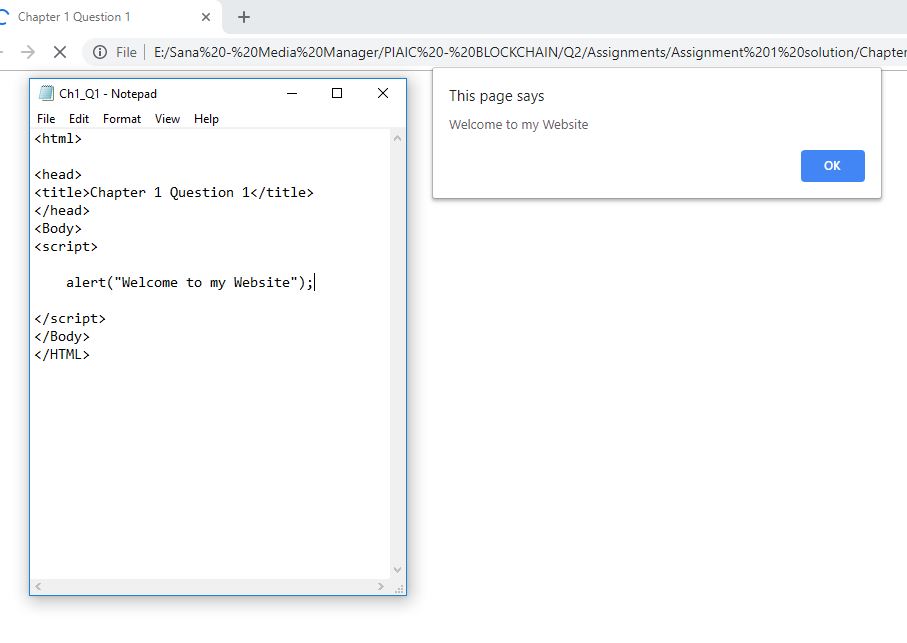 Chapter 1 Question 1
File E:/Sana%20-%20Media%20Manager/PIAIC%20-%20BLOCKCHAIN/Q2/Assignments/Assignment%201%20solution/Chapter
Ch1_Q1 - Notepad
File Edit Format View Help
<html>
<head>
<title>Chapter 1 Question 1</title>
</head>
<Body>
<script>
alert("Welcome to my Website");
</script>
</Body>
</HTML>
This page says
Welcome to my Website
OK